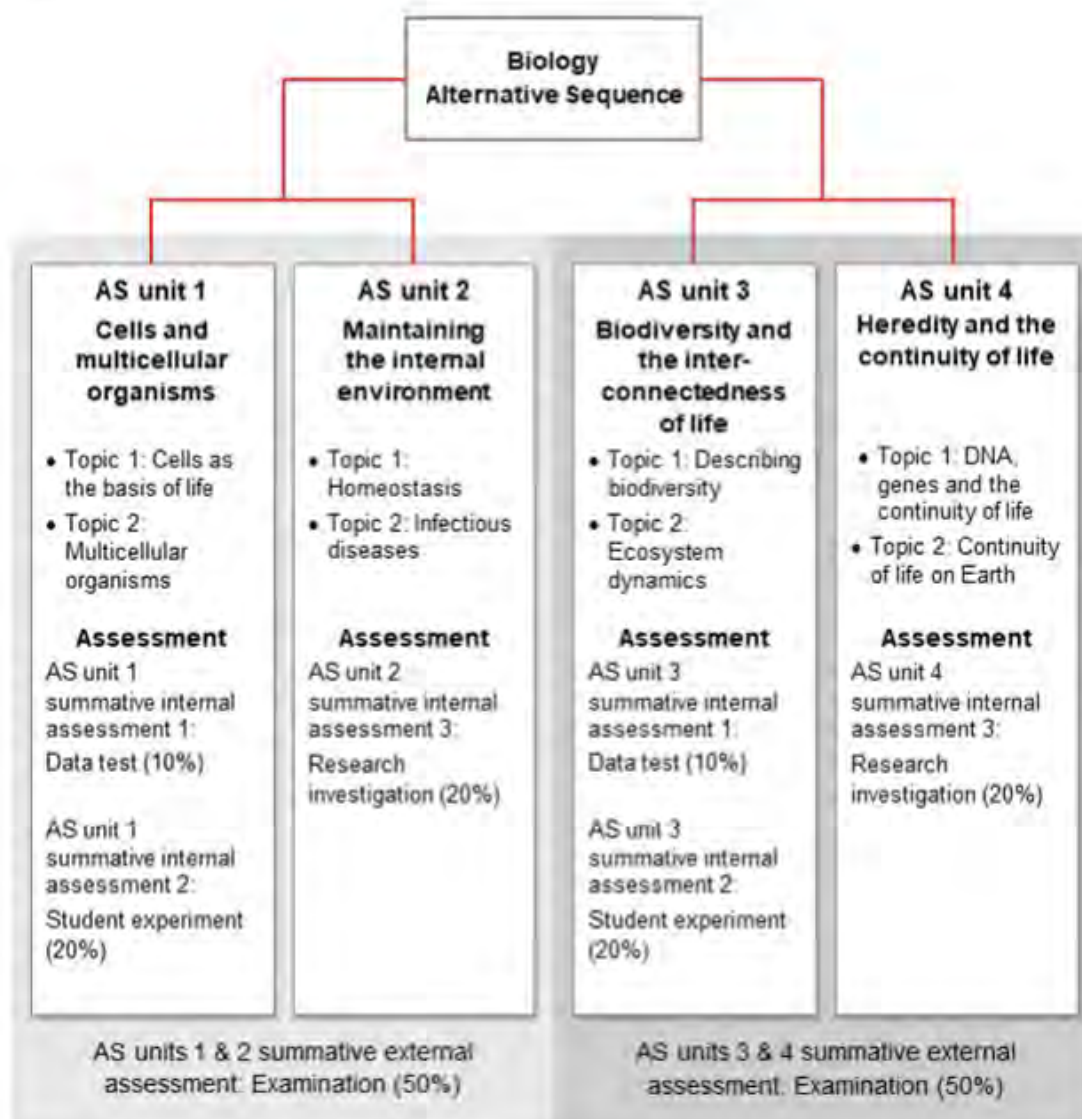 Biology
Alternative Sequence
AS unit 1
Cells and
multicellular
organisms
• Topic 1: Cells as
the basis of life
• Topic 2:
Multicellular
organisms
Assessment
AS unit 1
summative internal
assessment 1:
Data test (10%)
AS unit 1
summative internal
assessment 2:
Student experiment
(20%)
AS unit 2
Maintaining
the internal
environment
• Topic 1:
Homeostasis
• Topic 2: Infectious
diseases
Assessment
AS unit 2
summative internal
assessment 3:
Research
investigation (20%)
AS units 1 & 2 summative external
assessment: Examination (50%)
AS unit 3
Biodiversity and
the inter-
connectedness
of life
• Topic 1: Describing
biodiversity
• Topic 2:
Ecosystem
dynamics
Assessment
AS unit 3
summative internal
assessment 1:
Data test (10%)
AS unit 3
summative internal
assessment 2:
Student experiment
(20%)
AS unit 4
Heredity and the
continuity of life
• Topic 1: DNA,
genes and the
continuity of life
• Topic 2: Continuity
of life on Earth
Assessment
AS unit 4
summative internal
assessment 3:
Research
investigation (20%)
AS units 3 & 4 summative external
assessment: Examination (50%)